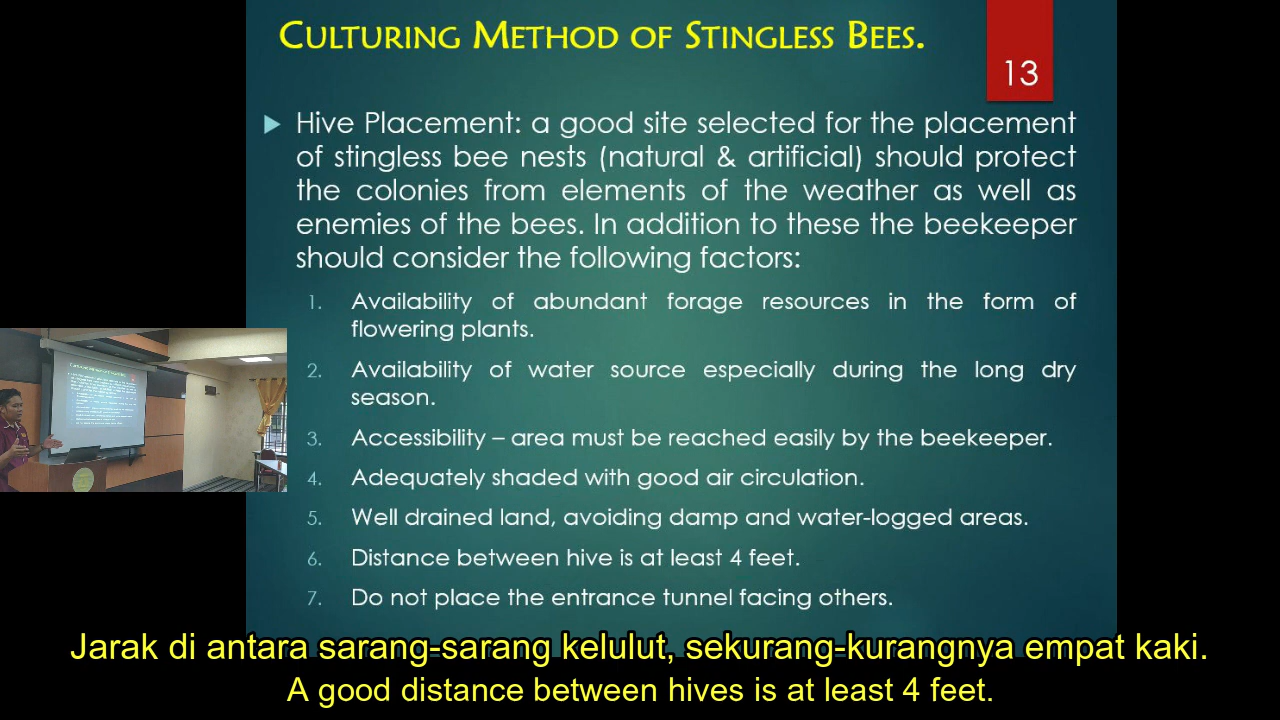 CULTURING METHOD OF STINGLESS BEES.
13
Hive Placement: a good site selected for the placement
of stingless bee nests (natural & artificial) should protect
the colonies from elements of the weather as well as
enemies of the bees. In addition to these the beekeeper
should consider the following factors:
1. Availability of abundant forage resources in the form of
flowering plants.
2. Availability of water source especially during the long dry
season.
3. Accessibility – area must be reached easily by the beekeeper.
4. Adequately shaded with good air circulation.
5. Well drained land, avoiding damp and water-logged areas.
6. Distance between hive is at least 4 feet.
7. Do not place the entrance tunnel facing others.
Jarak di antara sarang-sarang kelulut, sekurang-kurangnya empat kaki.
A good distance between hives is at least 4 feet.